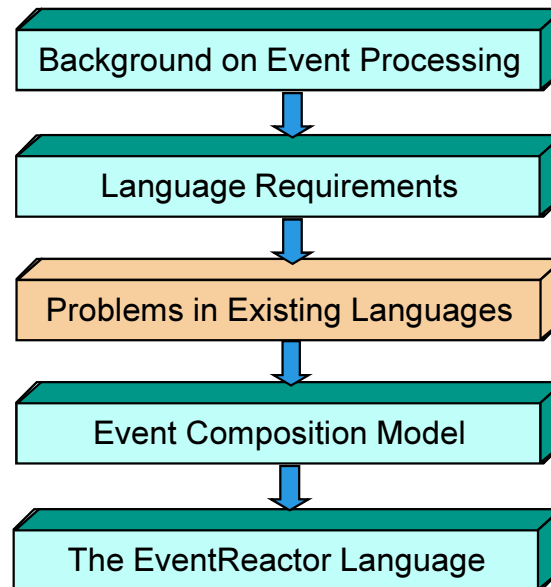 Background on Event Processing
Language Requirements
Problems in Existing Languages
Event Composition Model
The EventReactor Language